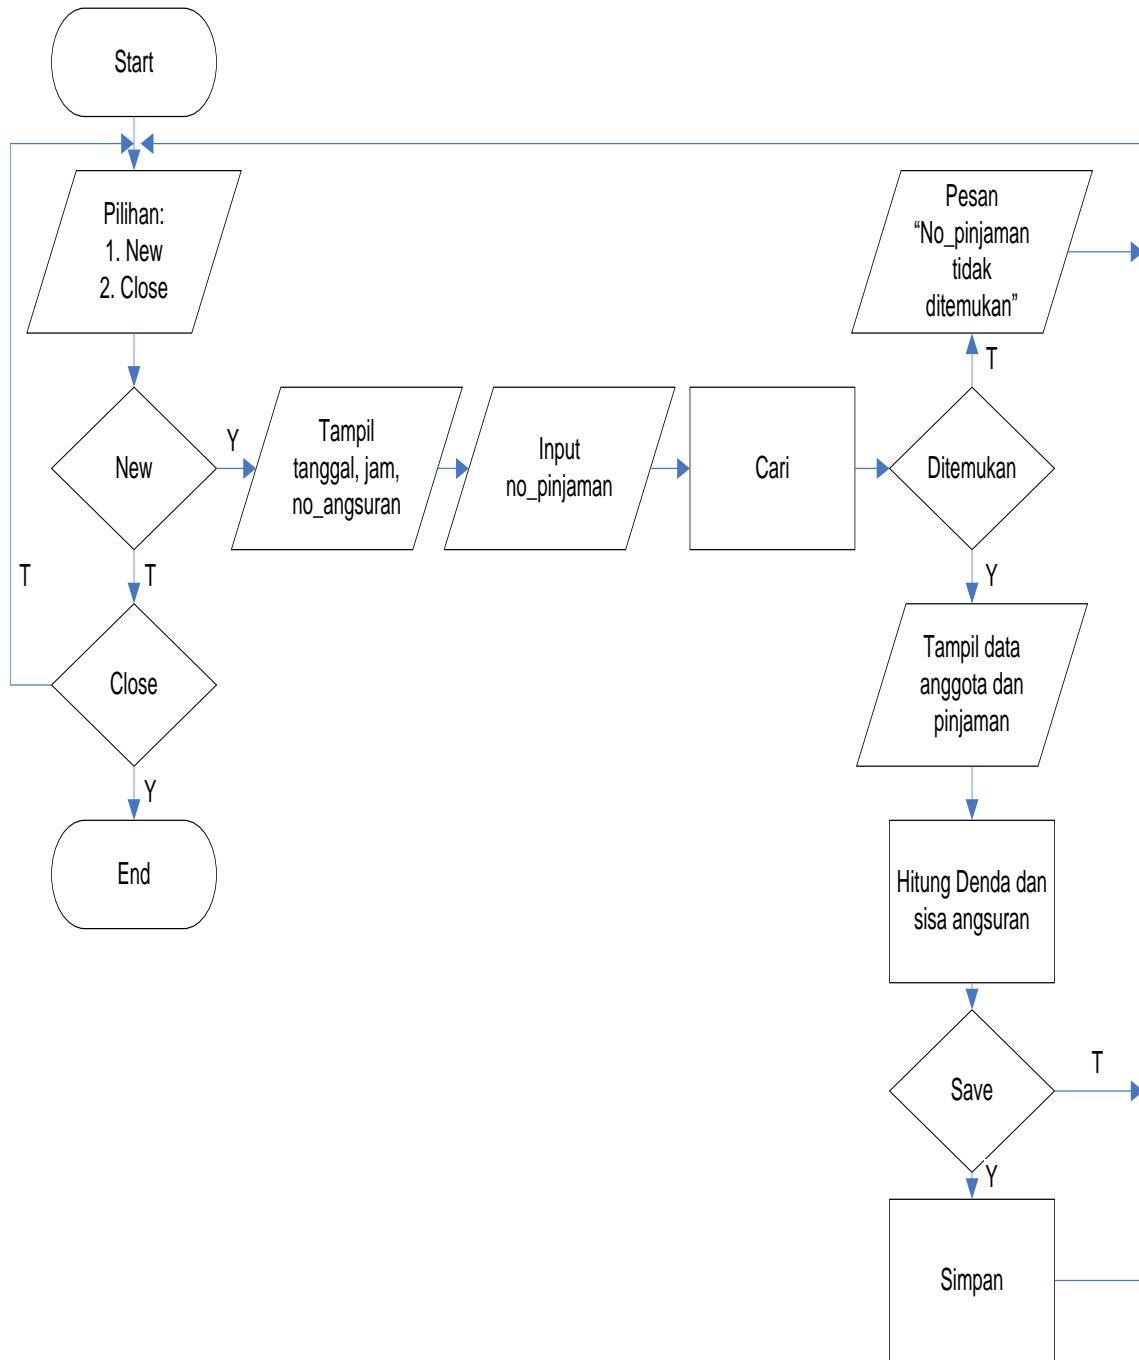 Start
Pilihan:
1. New
2. Close
New
Y
Tampil
tanggal, jam,
no_angsuran
Input
no_pinjaman
Cari
Ditemukan
T
Pesan
“No_pinjaman
tidak
ditemukan”
Y
Tampil data
anggota dan
pinjaman
Hitung Denda dan
sisa angsuran
Save
T
Y
Simpan
T
Close
T
Y
End